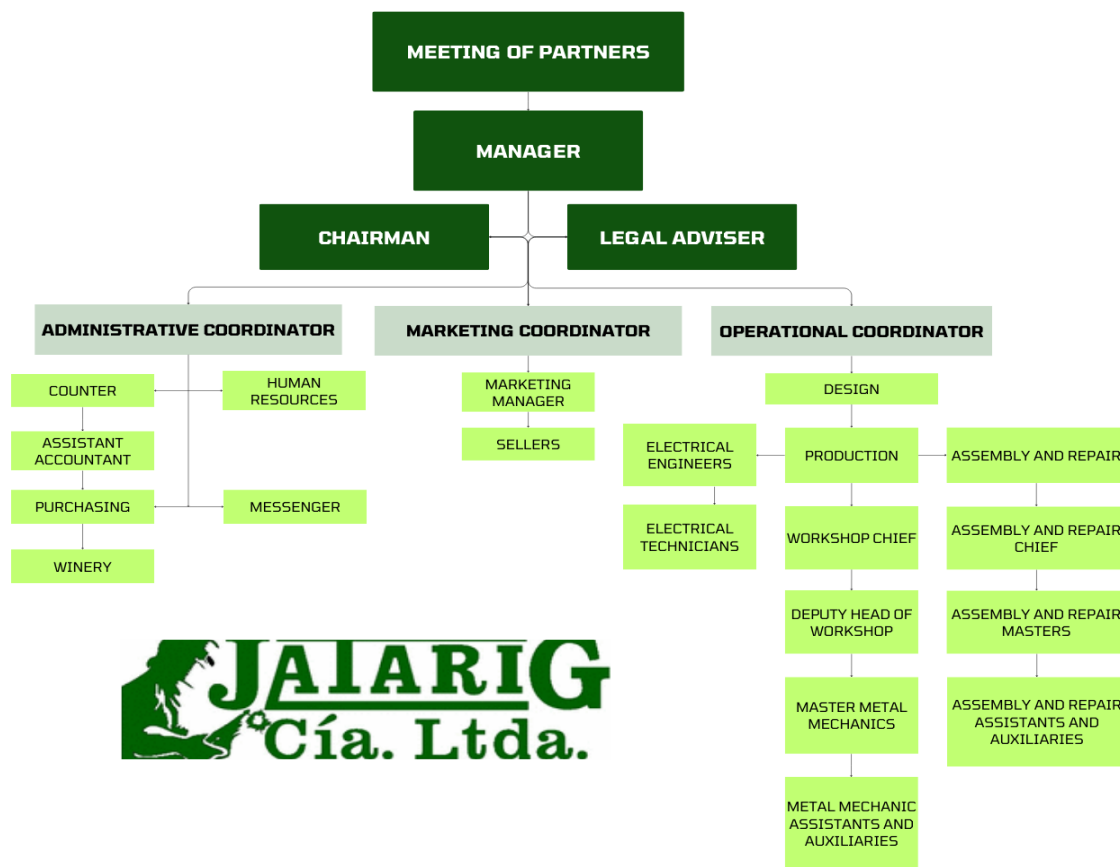 MEETING OF PARTNERS
MANAGER
CHAIRMAN
LEGAL ADVISER
ADMINISTRATIVE COORDINATOR
MARKETING COORDINATOR
OPERATIONAL COORDINATOR
COUNTER
HUMAN
RESOURCES
ASSISTANT
ACCOUNTANT
PURCHASING
MESSENGER
WINERY
MARKETING
MANAGER
SELLERS
DESIGN
ELECTRICAL
ENGINEERS
PRODUCTION
ASSEMBLY AND REPAIR
ELECTRICAL
TECHNICIANS
WORKSHOP CHIEF
ASSEMBLY AND REPAIR
CHIEF
DEPUTY HEAD OF
WORKSHOP
ASSEMBLY AND REPAIR
MASTERS
MASTER METAL
MECHANICS
ASSEMBLY AND REPAIR
ASSISTANTS AND
AUXILIARIES
METAL MECHANIC
ASSISTANTS AND
AUXILIARIES
JATARIG
Cía. Ltda.